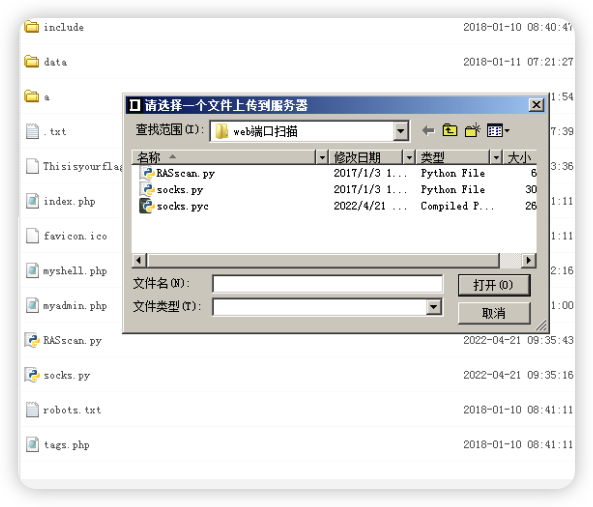 include 2018-01-10 08:40:47
data 2018-01-11 07:21:27
a 1:54
.txt 7:39
Thisisyourflag 3:36
index.php 1:11
favicon.ico 1:11
myshell.php 2:16
myadmin.php 1:00
RASscan.py 2022-04-21 09:35:43
socks.py 2022-04-21 09:35:16
robots.txt 2018-01-10 08:41:11
tags.php 2018-01-10 08:41:11
请选择一个文件上传到服务器
查找范围(I): web端口扫描
名称 修改日期 类型 大小
RASscan.py 2017/1/3 1... Python File 6
socks.py 2017/1/3 1... Python File 30
socks.pyc 2022/4/21 ... Compiled P... 26
文件名(N): 打开(O)
文件类型(T): 取消